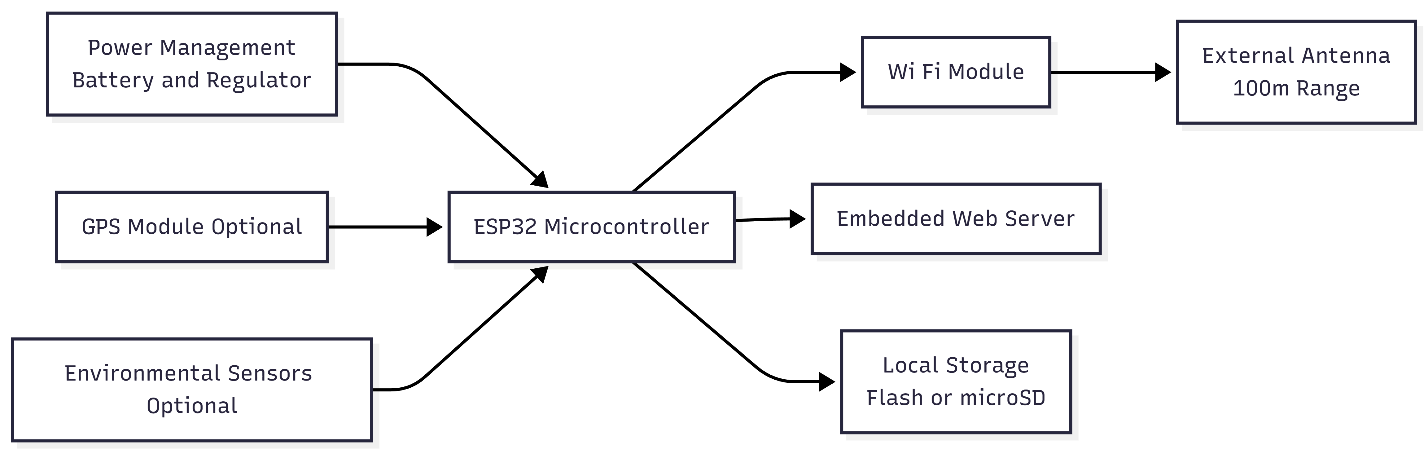 Power Management
Battery and Regulator
Wi Fi Module
External Antenna
100m Range
GPS Module Optional
ESP32 Microcontroller
Embedded Web Server
Environmental Sensors
Optional
Local Storage
Flash or microSD